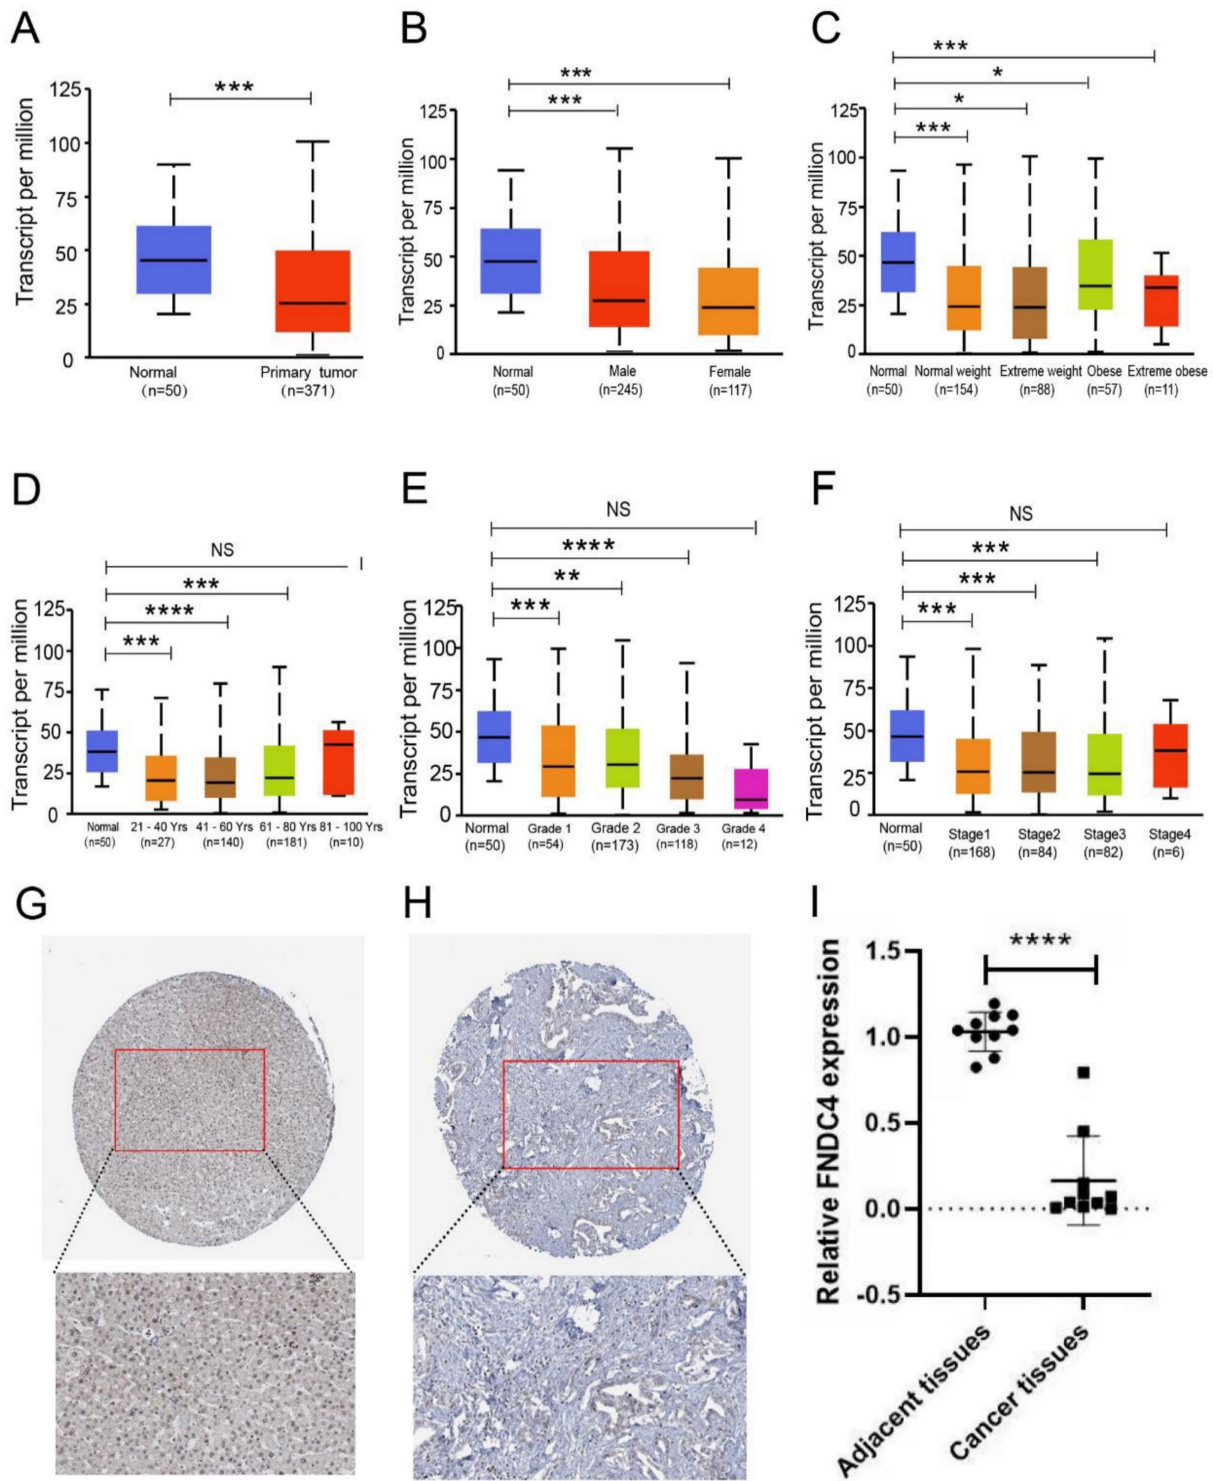 A
Transcript per million
125
100
75
50
25
0
***
Normal
(n=50)
Primary tumor
(n=371)
B
Transcript per million
125
100
75
50
25
0
***
***
Normal
(n=50)
Male
(n=245)
Female
(n=117)
C
Transcript per million
125
100
75
50
25
0
***
*
*
***
Normal
(n=50)
Normal weight
(n=154)
Extreme weight
(n=88)
Obese
(n=57)
Extreme obese
(n=11)
D
Transcript per million
125
100
75
50
25
0
NS
***
****
***
Normal
(n=50)
21 - 40 Yrs
(n=27)
41 - 60 Yrs
(n=140)
61 - 80 Yrs
(n=181)
81 - 100 Yrs
(n=10)
E
Transcript per million
125
100
75
50
25
0
NS
****
**
***
Normal
(n=50)
Grade 1
(n=54)
Grade 2
(n=173)
Grade 3
(n=118)
Grade 4
(n=12)
F
Transcript per million
125
100
75
50
25
0
NS
***
***
***
Normal
(n=50)
Stage1
(n=168)
Stage2
(n=84)
Stage3
(n=82)
Stage4
(n=6)
G
H
I
Relative FNDC4 expression
1.5
1.0
0.5
0.0
-0.5
****
Adjacent tissues
Cancer tissues